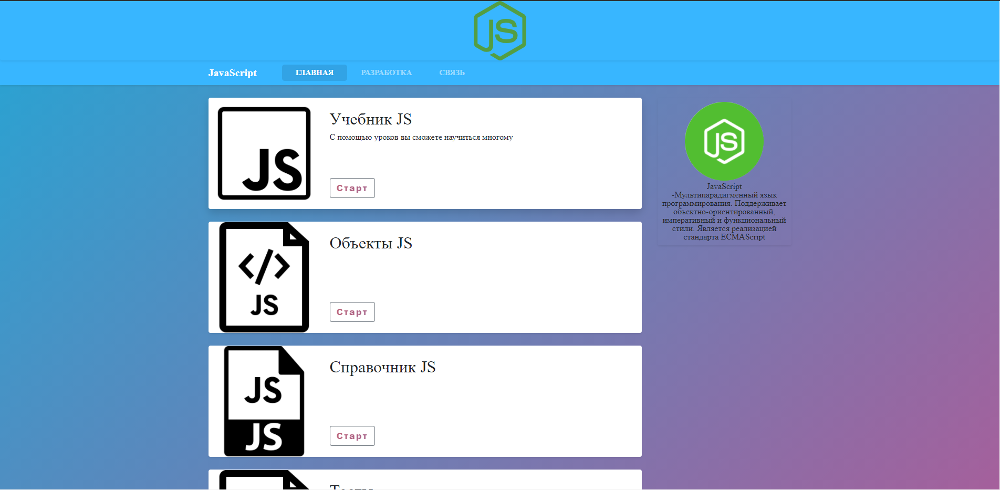 JS
JavaScript ГЛАВНАЯ РАЗРАБОТКА СВЯЗЬ
JS
Учебник JS
С помощью уроков вы сможете научиться многому
Старт
JS
JavaScript
-Мультипарадигменный язык
программирования. Поддерживает
объектно-ориентированный,
императивный и функциональный
стили. Является реализацией
стандарта ECMAScript
</>
JS
Объекты JS
Старт
JS
JS
Справочник JS
Старт